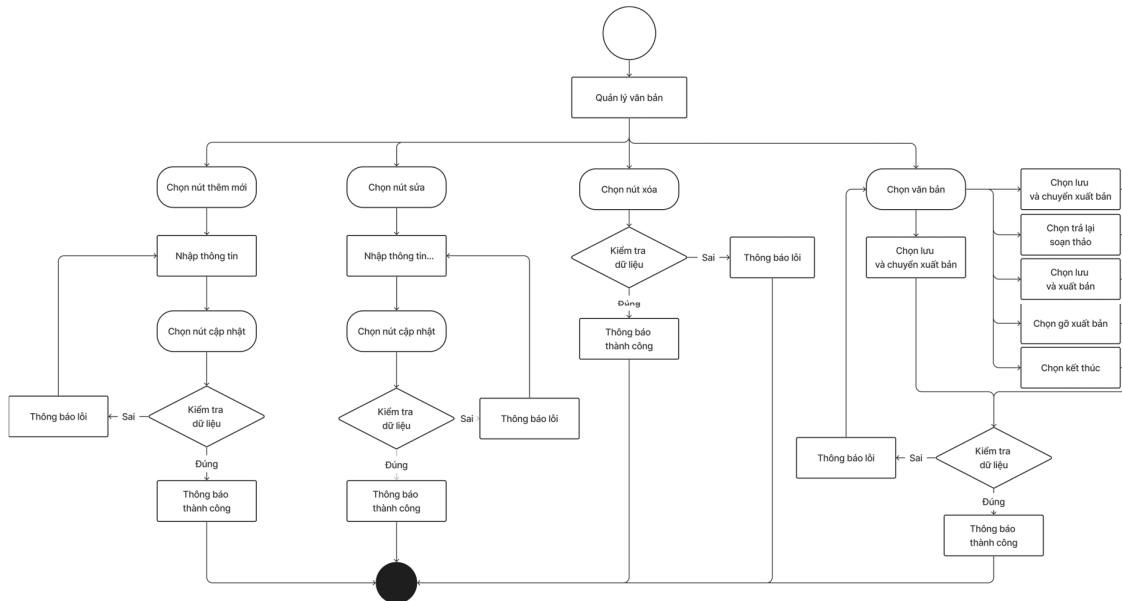 Quản lý văn bản
Chọn nút thêm mới
Chọn nút sửa
Chọn nút xóa
Chọn văn bản
Chọn lưu
và chuyển xuất bản
Chọn trả lại
soạn thảo
Chọn lưu
và xuất bản
Chọn gỡ xuất bản
Chọn kết thúc
Nhập thông tin
Nhập thông tin...
Kiểm tra
dữ liệu
Sai
Thông báo lỗi
Chọn lưu
và chuyển xuất bản
Đúng
Chọn nút cập nhật
Chọn nút cập nhật
Thông báo
thành công
Thông báo lỗi
Sai
Kiểm tra
dữ liệu
Kiểm tra
dữ liệu
Sai
Thông báo lỗi
Thông báo lỗi
Sai
Kiểm tra
dữ liệu
Đúng
Đúng
Đúng
Thông báo
thành công
Thông báo
thành công
Thông báo
thành công